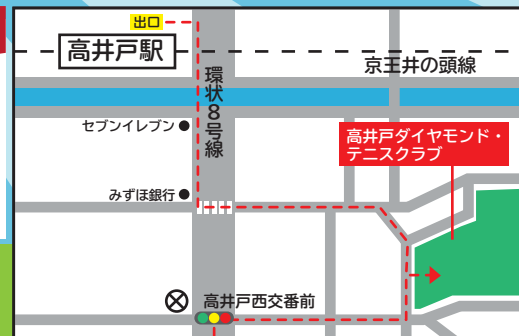 出口
高井戸駅
京王井の頭線
環状8号線
セブンイレブン
高井戸ダイヤモンド・
テニスクラブ
みずほ銀行
高井戸西交番前